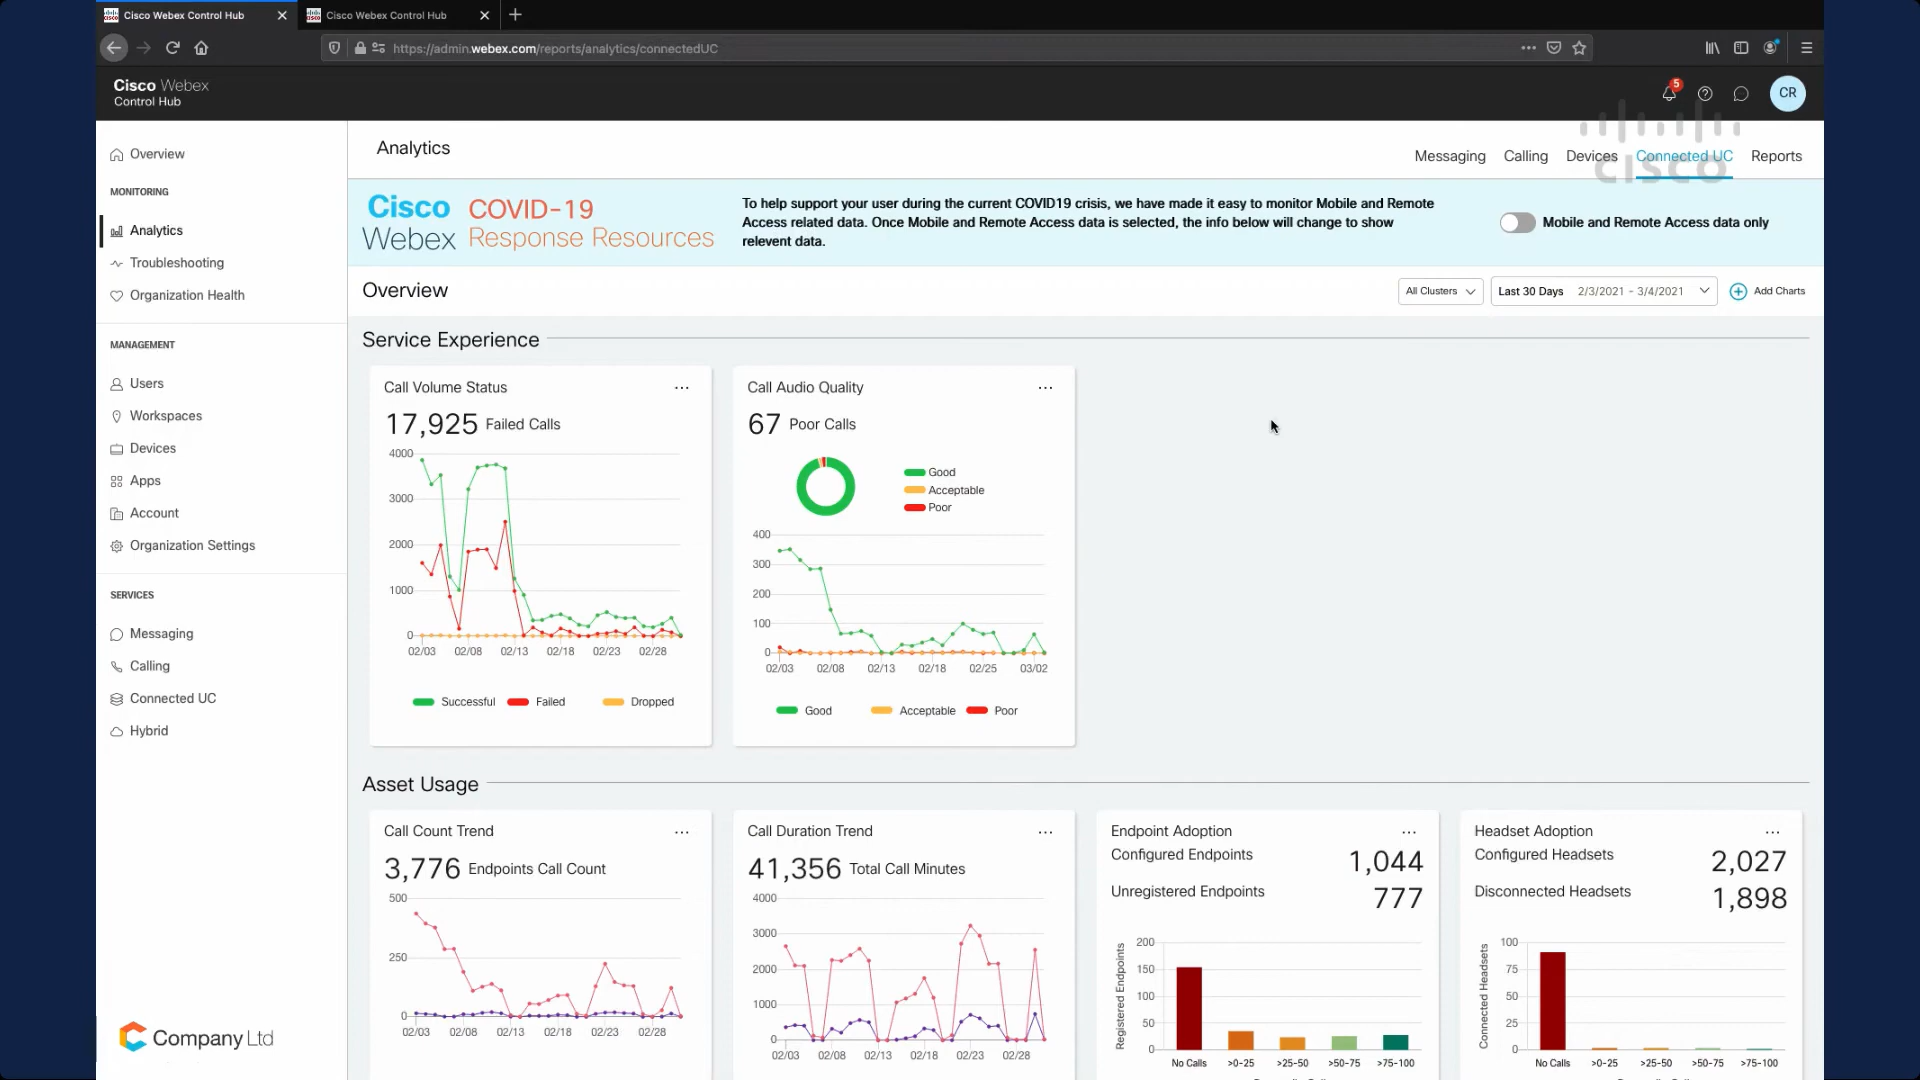 Cisco Webex Control Hub
Cisco Webex Control Hub
https://admin.webex.com/reports/analytics/connectedUC
Cisco Webex
Control Hub
5
CR
Overview
MONITORING
Analytics
Troubleshooting
Organization Health
MANAGEMENT
Users
Workspaces
Devices
Apps
Account
Organization Settings
SERVICES
Messaging
Calling
Connected UC
Hybrid
Company Ltd
Analytics
Messaging Calling Devices Connected UC Reports
cisco
Cisco Webex
COVID-19
Response Resources
To help support your user during the current COVID19 crisis, we have made it easy to monitor Mobile and Remote
Access related data. Once Mobile and Remote Access data is selected, the info below will change to show
relevent data.
Mobile and Remote Access data only
Overview
All Clusters
Last 30 Days 2/3/2021 - 3/4/2021
Add Charts
Service Experience
Call Volume Status
17,925 Failed Calls
4000
3000
2000
1000
0
02/03 02/08 02/13 02/18 02/23 02/28
Successful Failed Dropped
Call Audio Quality
67 Poor Calls
Good
Acceptable
Poor
400
300
200
100
0
02/03 02/08 02/13 02/18 02/25 03/02
Good Acceptable Poor
Asset Usage
Call Count Trend
3,776 Endpoints Call Count
500
250
0
02/03 02/08 02/13 02/18 02/23 02/28
Call Duration Trend
41,356 Total Call Minutes
4000
3000
2000
1000
0
02/03 02/08 02/13 02/18 02/23 02/28
Endpoint Adoption
Configured Endpoints 1,044
Unregistered Endpoints 777
Registered Endpoints
200
150
100
50
0
No Calls >0-25 >25-50 >50-75 >75-100
Headset Adoption
Configured Headsets 2,027
Disconnected Headsets 1,898
Connected Headsets
100
75
50
25
0
No Calls >0-25 >25-50 >50-75 >75-100